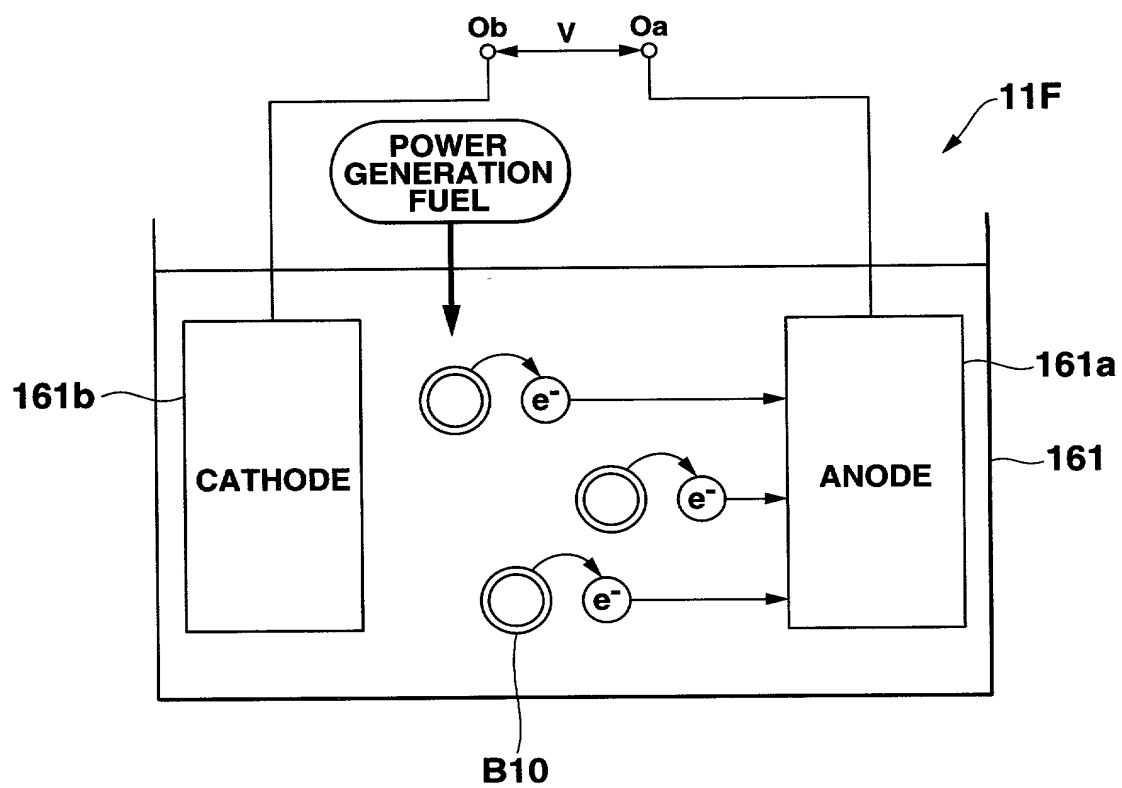 Ob V Oa
11F
POWER
GENERATION
FUEL
161b
161a
e-
CATHODE
ANODE
161
e-
e-
B10